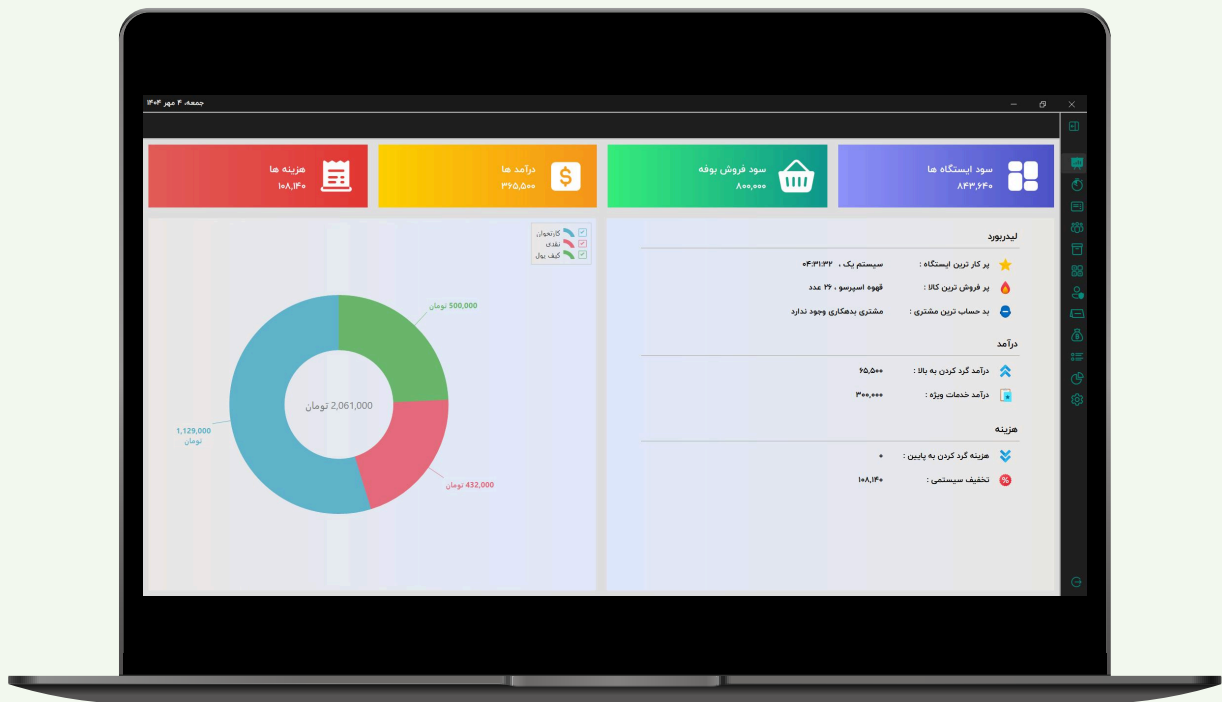 جمعه، ۴ مهر ۱۴۰۴
سود ایستگاه ها
۸۴۳,۶۴۰
سود فروش بوفه
۸۰۰,۰۰۰
درآمد ها
۳۶۵,۵۰۰
هزینه ها
۱۰۸,۱۴۰
لیدربورد
پر کار ترین ایستگاه : سیستم یک ، ۰۴:۳۱:۳۲
پر فروش ترین کالا : قهوه اسپرسو ، ۲۶ عدد
بد حساب ترین مشتری : مشتری بدهکاری وجود ندارد
درآمد
درآمد گرد کردن به بالا : ۶۵,۵۰۰
درآمد خدمات ویژه : ۳۰۰,۰۰۰
هزینه
هزینه گرد کردن به پایین : ۰
تخفیف سیستمی : ۱۰۸,۱۴۰
کارتخوان
نقدی
کیف پول
500,000 تومان
2,061,000 تومان
1,129,000
تومان
432,000 تومان